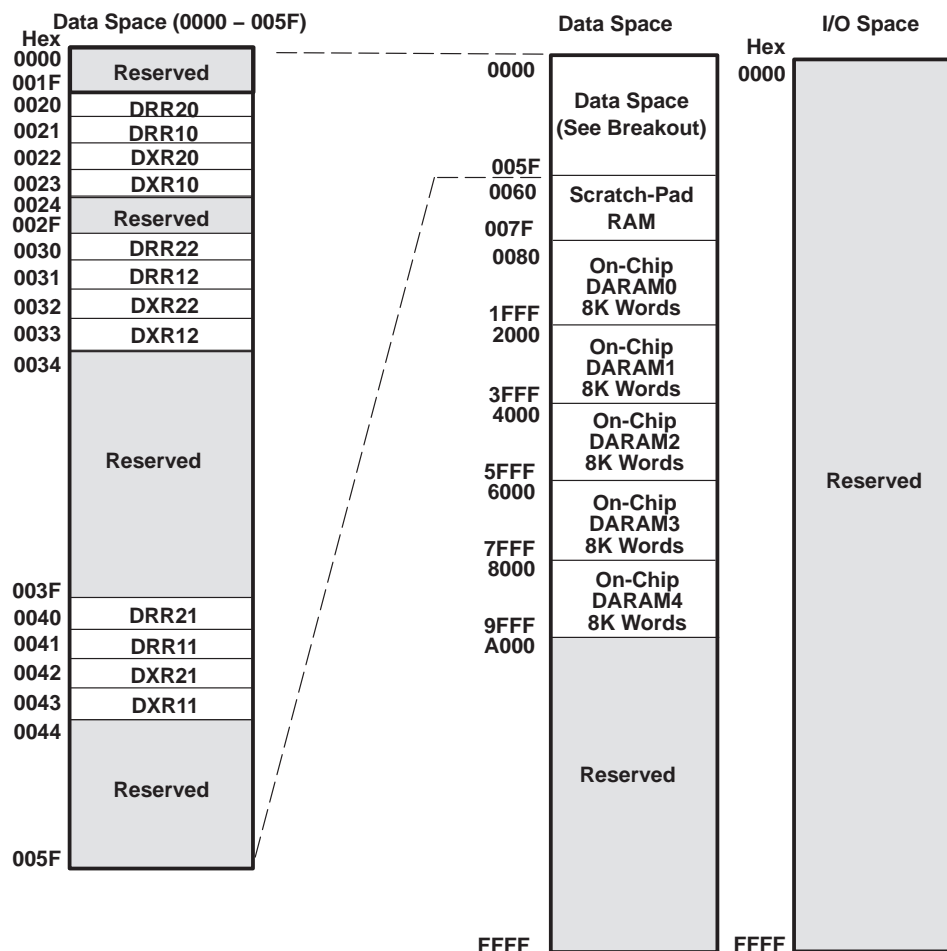 Data Space (0000 – 005F)
Hex
0000
Reserved
001F
0020
DRR20
0021
DRR10
0022
DXR20
0023
DXR10
0024
Reserved
002F
0030
DRR22
0031
DRR12
0032
DXR22
0033
DXR12
0034
Reserved
003F
0040
DRR21
0041
DRR11
0042
DXR21
0043
DXR11
0044
Reserved
005F
Data Space
0000
Data Space
(See Breakout)
005F
0060
Scratch-Pad
RAM
007F
0080
On-Chip
DARAM0
8K Words
1FFF
2000
On-Chip
DARAM1
8K Words
3FFF
4000
On-Chip
DARAM2
8K Words
5FFF
6000
On-Chip
DARAM3
8K Words
7FFF
8000
On-Chip
DARAM4
8K Words
9FFF
A000
Reserved
FFFF
I/O Space
Hex
0000
Reserved
FFFF